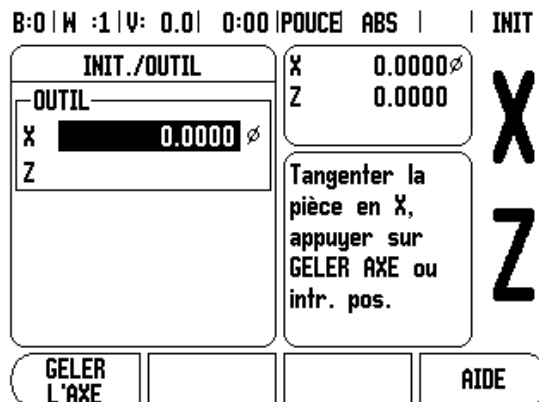 B:0 | W :1 | V: 0.0 | 0:00 | POUCE | ABS | | INIT
INIT./OUTIL
OUTIL
X 0.0000 ⌀
Z
X 0.0000⌀
Z 0.0000
Tangenter la
pièce en X,
appuyer sur
GELER AXE ou
intr. pos.
X
Z
GELER
L'AXE
AIDE